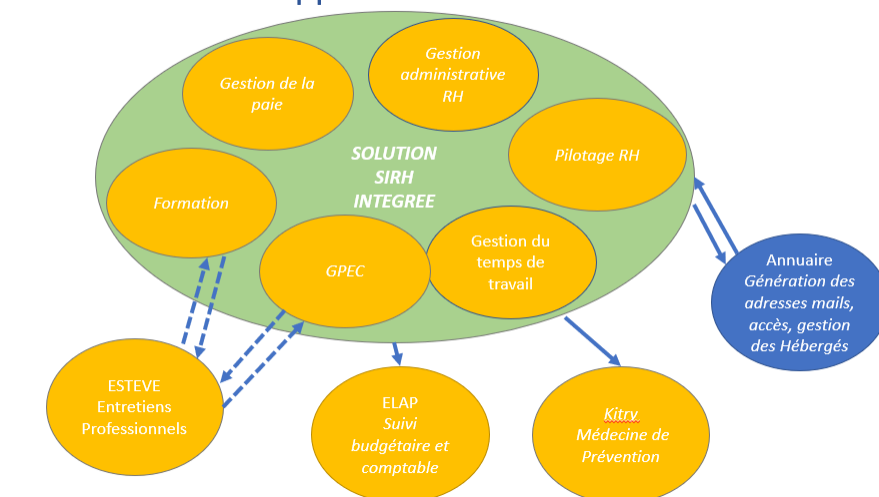 Gestion de la
paie
Gestion
administrative
RH
Pilotage RH
SOLUTION
SIRH
INTEGREE
Formation
GPEC
Gestion du
temps de
travail
Annuaire
Génération des
adresses mails,
accès, gestion
des Hébergés
ESTEVE
Entretiens
Professionnels
ELAP
Suivi
budgétaire et
comptable
Kitry
Médecine de
Prévention